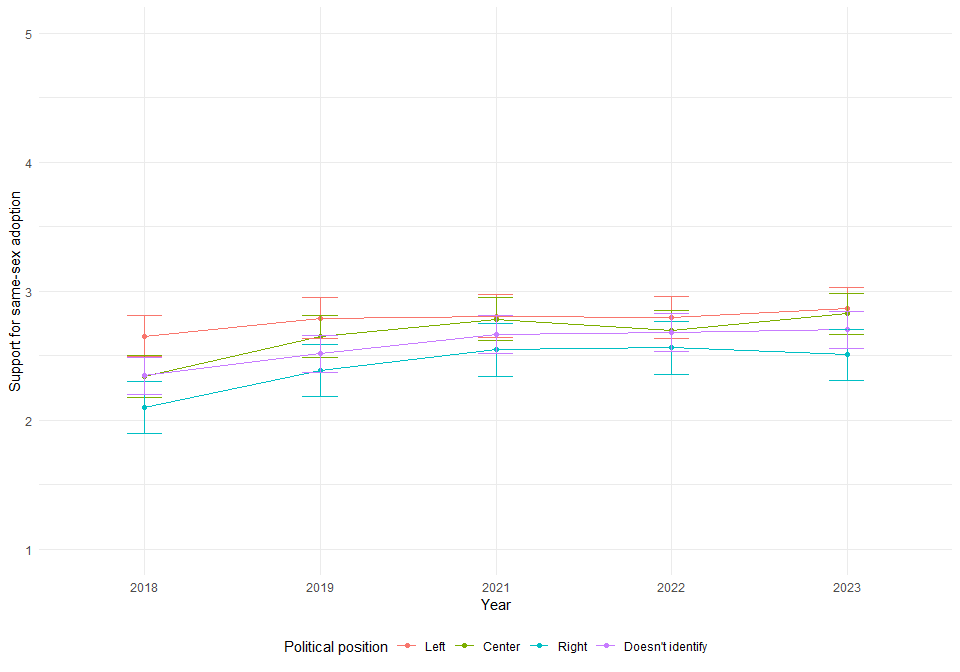 5
4
3
2
1
Support for same-sex adoption
2018 2019 2021 2022 2023
Year
Political position Left Center Right Doesn't identify